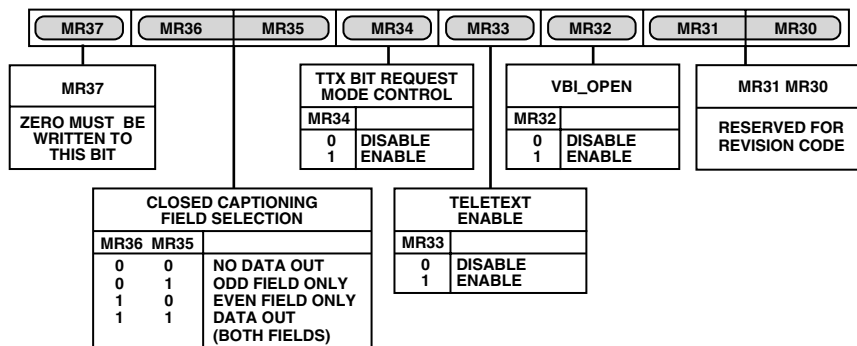 MR37 MR36 MR35 MR34 MR33 MR32 MR31 MR30
MR37
ZERO MUST BE
WRITTEN TO
THIS BIT
TTX BIT REQUEST
MODE CONTROL
MR34
0 DISABLE
1 ENABLE
VBI_OPEN
MR32
0 DISABLE
1 ENABLE
MR31 MR30
RESERVED FOR
REVISION CODE
CLOSED CAPTIONING
FIELD SELECTION
MR36 MR35
0 0 NO DATA OUT
0 1 ODD FIELD ONLY
1 0 EVEN FIELD ONLY
1 1 DATA OUT
(BOTH FIELDS)
TELETEXT
ENABLE
MR33
0 DISABLE
1 ENABLE